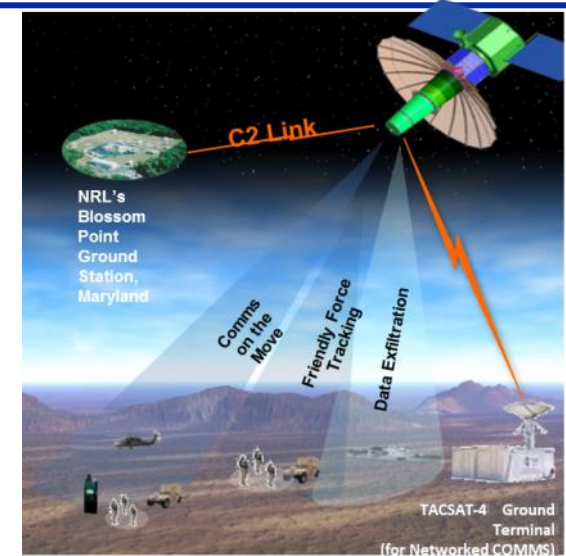 C2 Link
NRL's
Blossom
Point
Ground
Station,
Maryland
Comms
on the
Move
Friendly Force
Tracking
Data Exfiltration
TACSAT-4 Ground
Terminal
(for Networked COMMS)